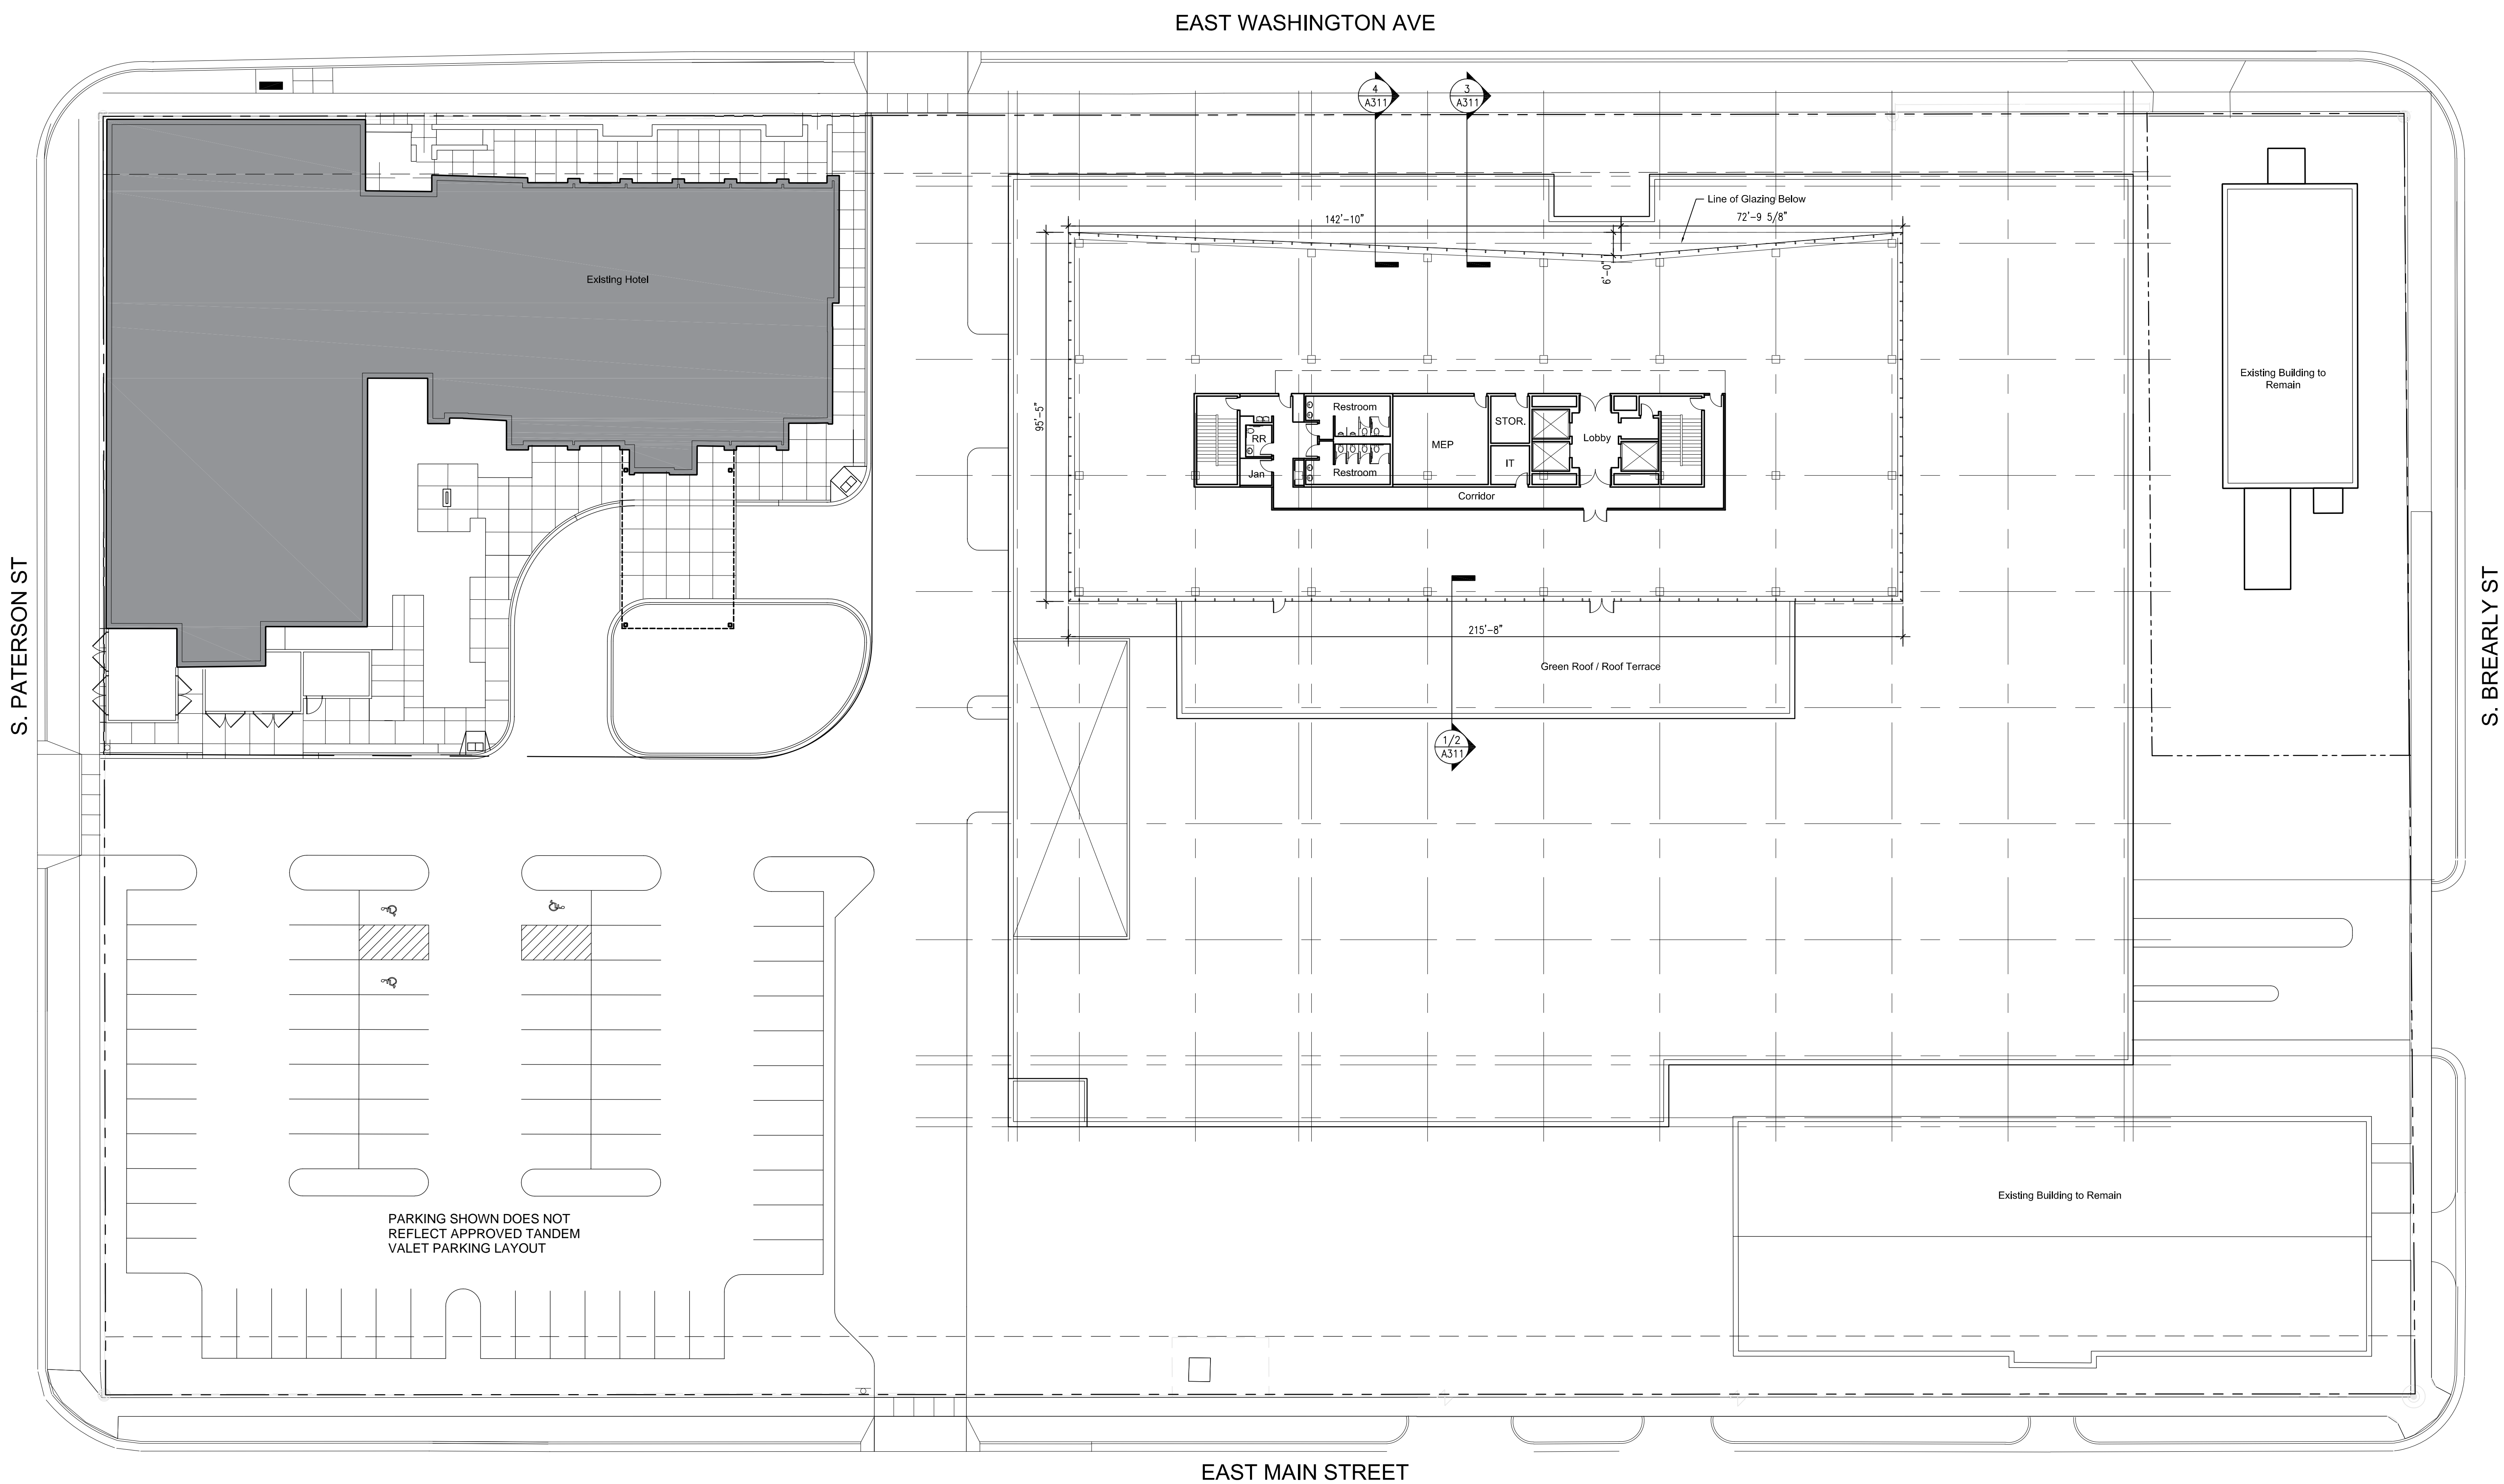 EAST WASHINGTON AVE
4
A311
3
A311
Line of Glazing Below
142'-10"
72'-9 5/8"
6'-0"
95'-5"
Existing Hotel
Existing Building to
Remain
Restroom
STOR.
RR
MEP
Lobby
IT
Jan
Restroom
Corridor
S. PATERSON ST
S. BREARLY ST
215'-8"
Green Roof / Roof Terrace
1/2
A311
Existing Building to Remain
PARKING SHOWN DOES NOT
REFLECT APPROVED TANDEM
VALET PARKING LAYOUT
EAST MAIN STREET